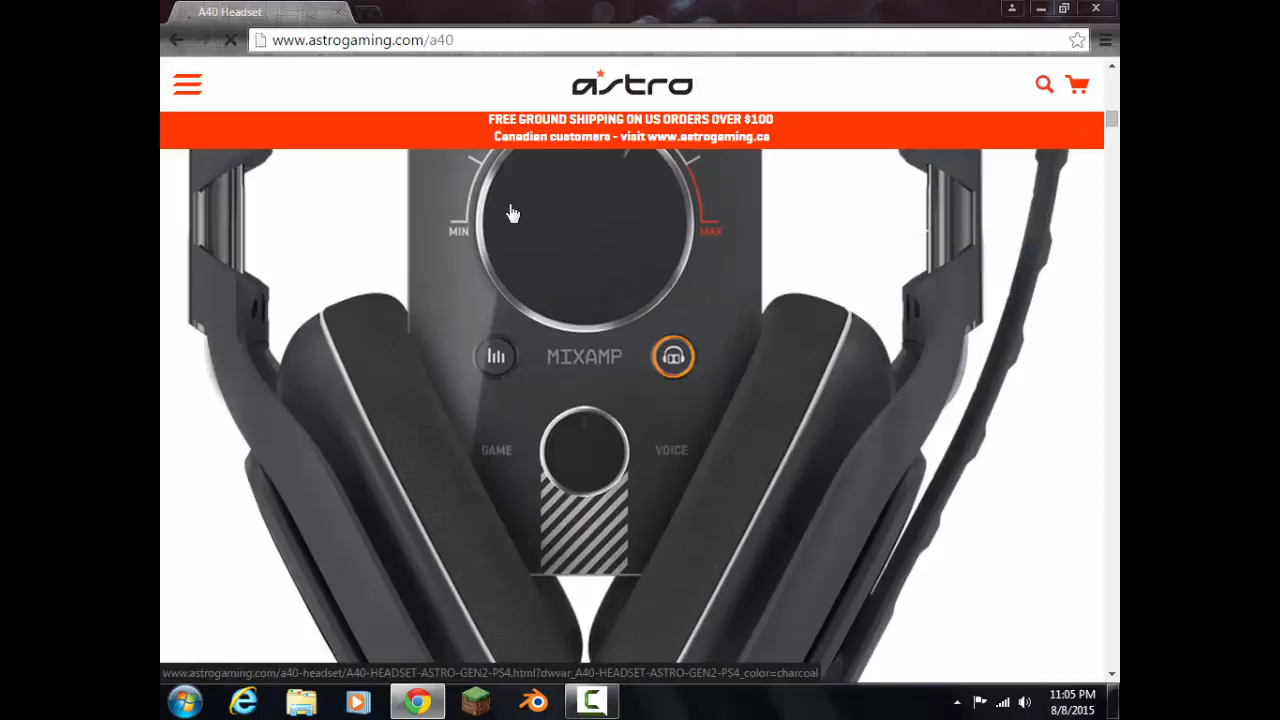 A40 Headset
www.astrogaming.com/a40
astro
FREE GROUND SHIPPING ON US ORDERS OVER $100
Canadian customers - visit www.astrogaming.ca
MIN
MAX
MIXAMP
GAME
VOICE
www.astrogaming.com/a40-headset/A40-HEADSET-ASTRO-GEN2-PS4.html?dwvar_A40-HEADSET-ASTRO-GEN2-PS4_color=charcoal
11:05 PM
8/8/2015